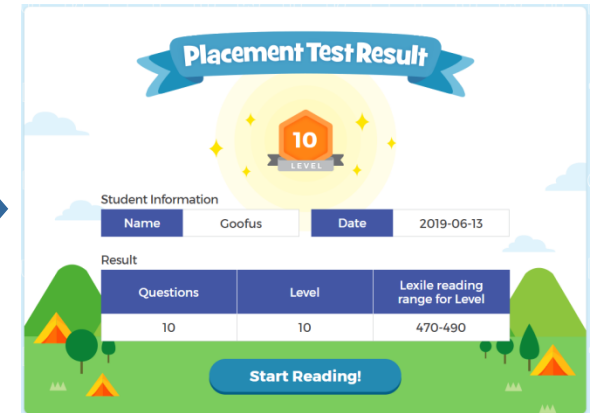 Placement Test Result
10
LEVEL
Student Information
Name Goofus Date 2019-06-13
Result
Questions Level Lexile reading range for Level
10 10 470-490
Start Reading!